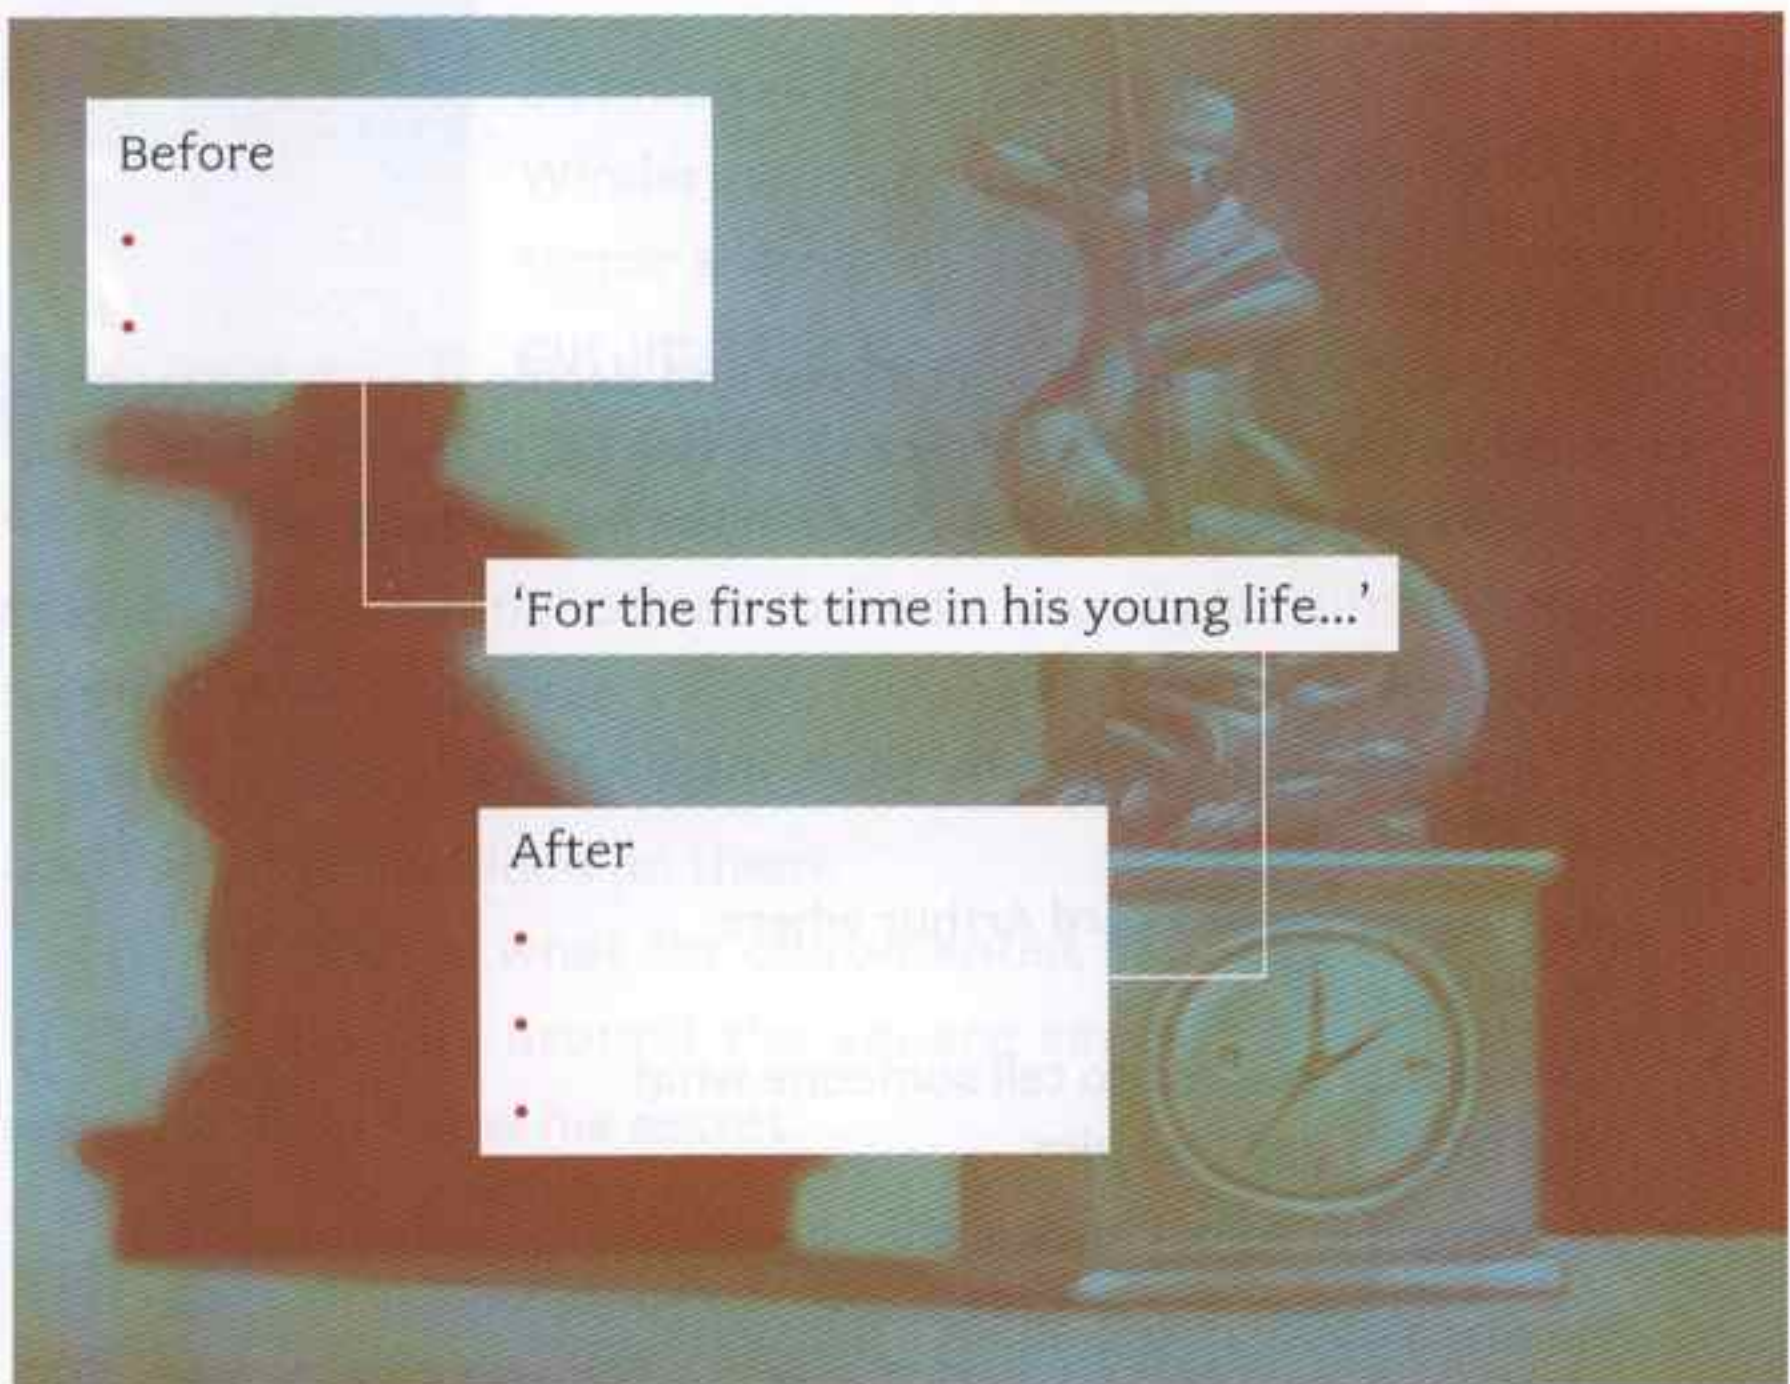 Before
•
•
‘For the first time in his young life...’
After
•
•
•